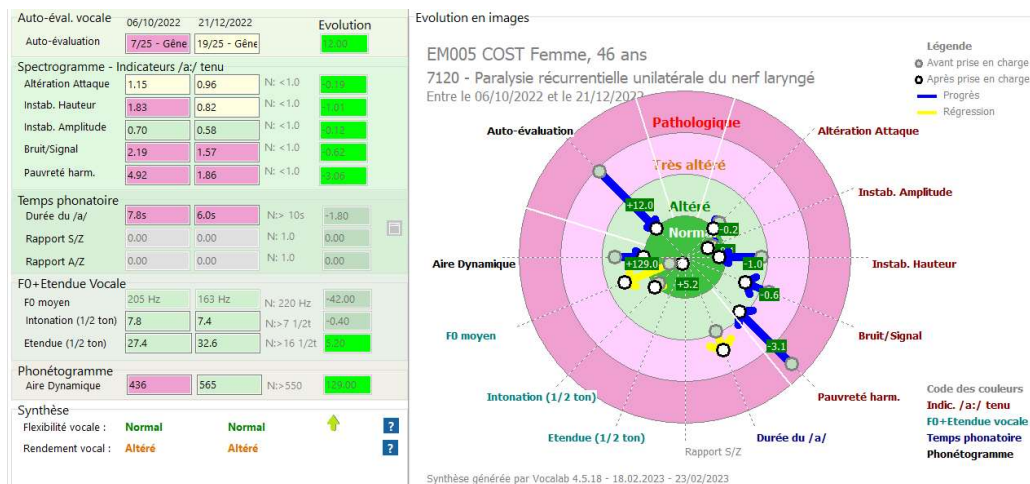 Auto-éval. vocale 06/10/2022 21/12/2022 Evolution
Auto-évaluation 7/25 - Gêne 19/25 - Gêne 12.00
Spectrogramme - Indicateurs /a:/ tenu
Altération Attaque 1.15 0.96 N: <1.0 -0.19
Instab. Hauteur 1.83 0.82 N: <1.0 -1.01
Instab. Amplitude 0.70 0.58 N: <1.0 -0.12
Bruit/Signal 2.19 1.57 N: <1.0 -0.62
Pauvreté harm. 4.92 1.86 N: <1.0 -3.06
Temps phonatoire
Durée du /a/ 7.8s 6.0s N:> 10s -1.80
Rapport S/Z 0.00 0.00 N: 1.0 0.00
Rapport A/Z 0.00 0.00 N: 1.0 0.00
F0+Etendue Vocale
F0 moyen 205 Hz 163 Hz N: 220 Hz -42.00
Intonation (1/2 ton) 7.8 7.4 N:>7 1/2t -0.40
Etendue (1/2 ton) 27.4 32.6 N:>16 1/2t 5.20
Phonétogramme
Aire Dynamique 436 565 N:>550 129.00
Synthèse
Flexibilité vocale : Normal Normal ?
Rendement vocal : Altéré Altéré ?
Evolution en images
EM005 COST Femme, 46 ans
7120 - Paralysie récurrentielle unilatérale du nerf laryngé
Entre le 06/10/2022 et le 21/12/2022
Légende
Avant prise en charge
Après prise en charge
Progrès
Régression
Pathologique
Auto-évaluation
Altération Attaque
Très altéré
Instab. Amplitude
+12.0
Altéré
-0.2
Normal
Aire Dynamique
+129.0
-1.0
Instab. Hauteur
+5.2
-0.6
F0 moyen
Bruit/Signal
-3.1
Intonation (1/2 ton)
Pauvreté harm.
Etendue (1/2 ton)
Durée du /a/
Rapport S/Z
Code des couleurs
Indic. /a:/ tenu
F0+Etendue vocale
Temps phonatoire
Phonétogramme
Synthèse générée par Vocalab 4.5.18 - 18.02.2023 - 23/02/2023